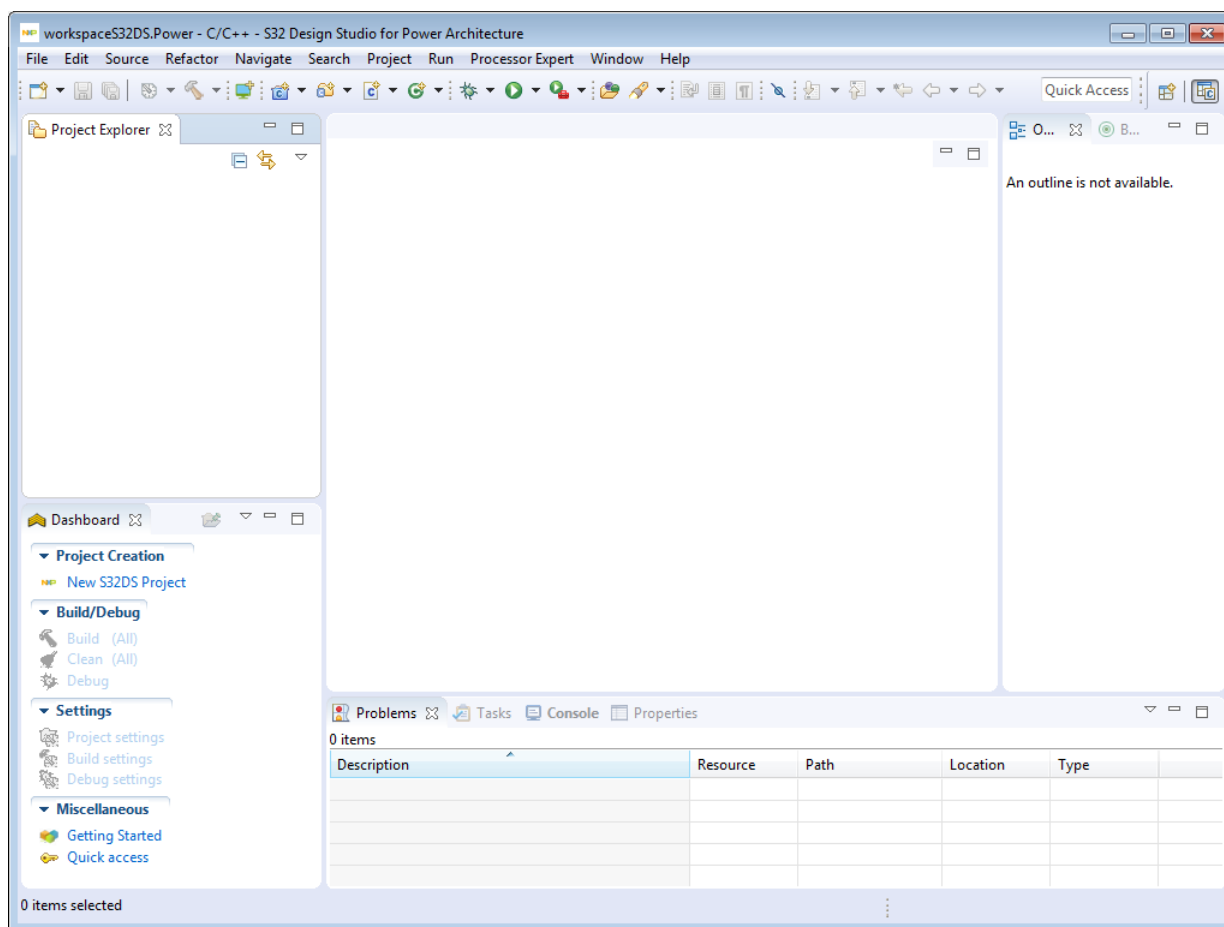 workspaceS32DS.Power - C/C++ - S32 Design Studio for Power Architecture
File Edit Source Refactor Navigate Search Project Run Processor Expert Window Help
Quick Access
Project Explorer
O... B...
An outline is not available.
Dashboard
Project Creation
NXP New S32DS Project
Build/Debug
Build (All)
Clean (All)
Debug
Settings
Project settings
Build settings
Debug settings
Miscellaneous
Getting Started
Quick access
Problems Tasks Console Properties
0 items
Description Resource Path Location Type
0 items selected